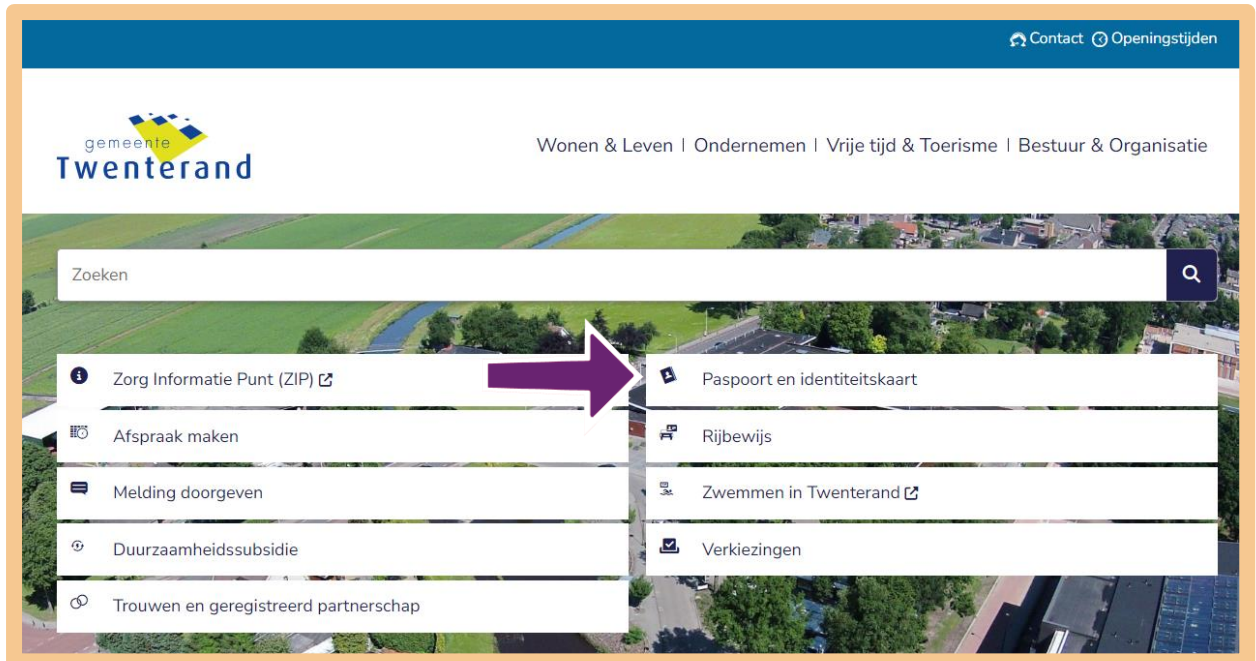 Contact Openingstijden
gemeente
Twenterand
Wonen & Leven | Ondernemen | Vrije tijd & Toerisme | Bestuur & Organisatie
Zoeken
Zorg Informatie Punt (ZIP)
Paspoort en identiteitskaart
Afspraak maken
Rijbewijs
Melding doorgeven
Zwemmen in Twenterand
Duurzaamheidssubsidie
Verkiezingen
Trouwen en geregistreerd partnerschap